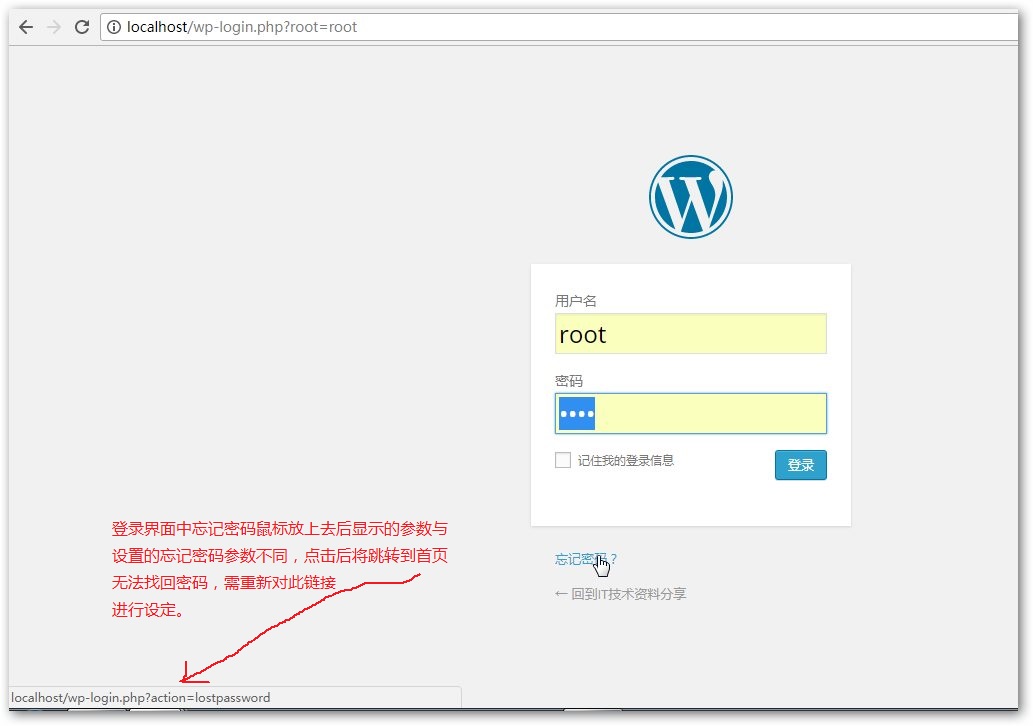 localhost/wp-login.php?root=root
用户名
root
密码
••••
记住我的登录信息
登录
忘记密码？
← 回到IT技术资料分享
登录界面中忘记密码鼠标放上去后显示的参数与
设置的忘记密码参数不同，点击后将跳转到首页
无法找回密码，需重新对此链接
进行设定。
localhost/wp-login.php?action=lostpassword